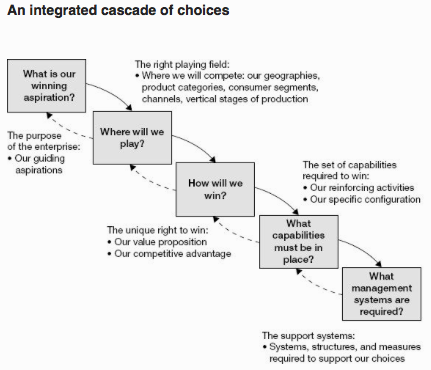 An integrated cascade of choices
What is our
winning
aspiration?
The right playing field:
• Where we will compete: our geographies,
product categories, consumer segments,
channels, vertical stages of production
The purpose
of the enterprise:
• Our guiding
aspirations
Where will we
play?
How will we
win?
The set of capabilities
required to win:
• Our reinforcing activities
• Our specific configuration
The unique right to win:
• Our value proposition
• Our competitive advantage
What
capabilities
must be in
place?
What
management
systems are
required?
The support systems:
• Systems, structures, and measures
required to support our choices